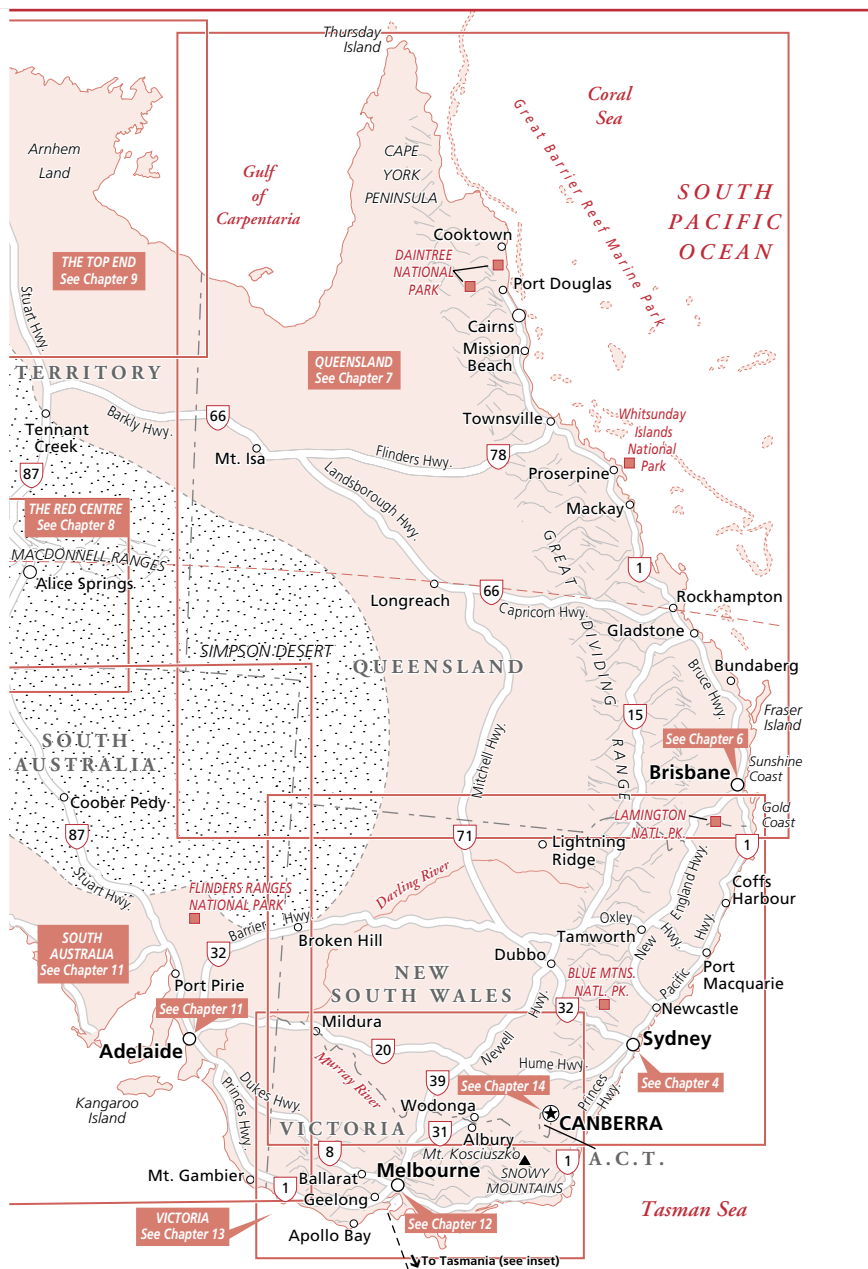 Thursday
Island
Coral
Sea
Great Barrier Reef Marine Park
Arnhem
Land
CAPE
YORK
PENINSULA
Gulf
of
Carpentaria
SOUTH
PACIFIC
OCEAN
Cooktown
DAINTREE
NATIONAL
PARK
THE TOP END
See Chapter 9
Port Douglas
Stuart Hwy.
Cairns
Mission
Beach
QUEENSLAND
See Chapter 7
TERRITORY
Barkly Hwy.
66
Townsville
Whitsunday
Islands
National
Park
Tennant
Creek
Mt. Isa
Flinders Hwy.
78
87
Proserpine
Landsborough Hwy.
Mackay
THE RED CENTRE
See Chapter 8
MACDONNELL RANGES
Alice Springs
GREAT DIVIDING RANGE
1
Longreach
66
Capricorn Hwy.
Rockhampton
Gladstone
SIMPSON DESERT
QUEENSLAND
Bruce Hwy.
Bundaberg
Fraser
Island
15
SOUTH
AUSTRALIA
See Chapter 6
Mitchell Hwy.
Brisbane
Sunshine
Coast
Coober Pedy
Gold
Coast
LAMINGTON
NATL. PK.
87
71
Lightning
Ridge
1
Stuart Hwy.
Darling River
FLINDERS RANGES
NATIONAL PARK
New England Hwy.
Coffs
Harbour
Barrier Hwy.
Oxley Hwy.
Tamworth
SOUTH
AUSTRALIA
See Chapter 11
32
Broken Hill
Dubbo
Port
Macquarie
Port Pirie
NEW
SOUTH WALES
BLUE MTNS.
NATL. PK.
Pacific Hwy.
See Chapter 11
32
Newcastle
Mildura
Newell Hwy.
Adelaide
20
Sydney
Murray River
Hume Hwy.
39
See Chapter 14
See Chapter 4
Kangaroo
Island
Princes Hwy.
Dukes Hwy.
Princes Hwy.
Wodonga
CANBERRA
VICTORIA
31
Albury
8
Mt. Kosciuszko
1
A.C.T.
Mt. Gambier
Ballarat
Melbourne
SNOWY
MOUNTAINS
1
Geelong
VICTORIA
See Chapter 13
See Chapter 12
Tasman Sea
Apollo Bay
To Tasmania (see inset)